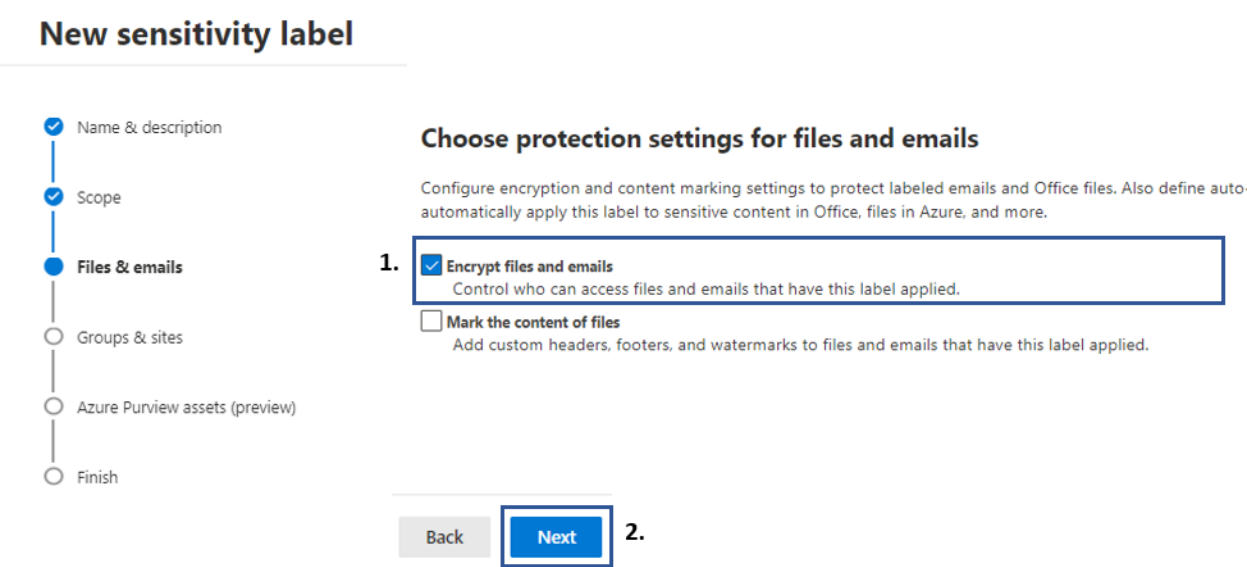 New sensitivity label
Name & description
Scope
Files & emails
Groups & sites
Azure Purview assets (preview)
Finish
Choose protection settings for files and emails
Configure encryption and content marking settings to protect labeled emails and Office files. Also define auto-
automatically apply this label to sensitive content in Office, files in Azure, and more.
1.
Encrypt files and emails
Control who can access files and emails that have this label applied.
Mark the content of files
Add custom headers, footers, and watermarks to files and emails that have this label applied.
Back Next 2.